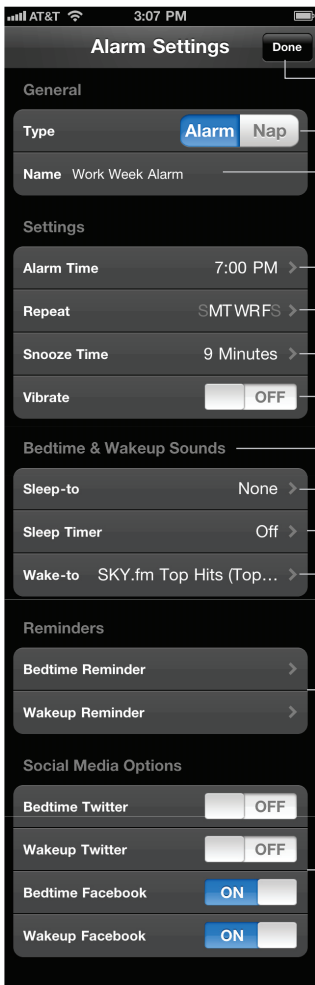 AT&T 3:07 PM
Alarm Settings Done
General
Type Alarm Nap
Name Work Week Alarm
Settings
Alarm Time 7:00 PM
Repeat SMTWRFS
Snooze Time 9 Minutes
Vibrate OFF
Bedtime & Wakeup Sounds
Sleep-to None
Sleep Timer Off
Wake-to SKY.fm Top Hits (Top...
Reminders
Bedtime Reminder
Wakeup Reminder
Social Media Options
Bedtime Twitter OFF
Wakeup Twitter OFF
Bedtime Facebook ON
Wakeup Facebook ON